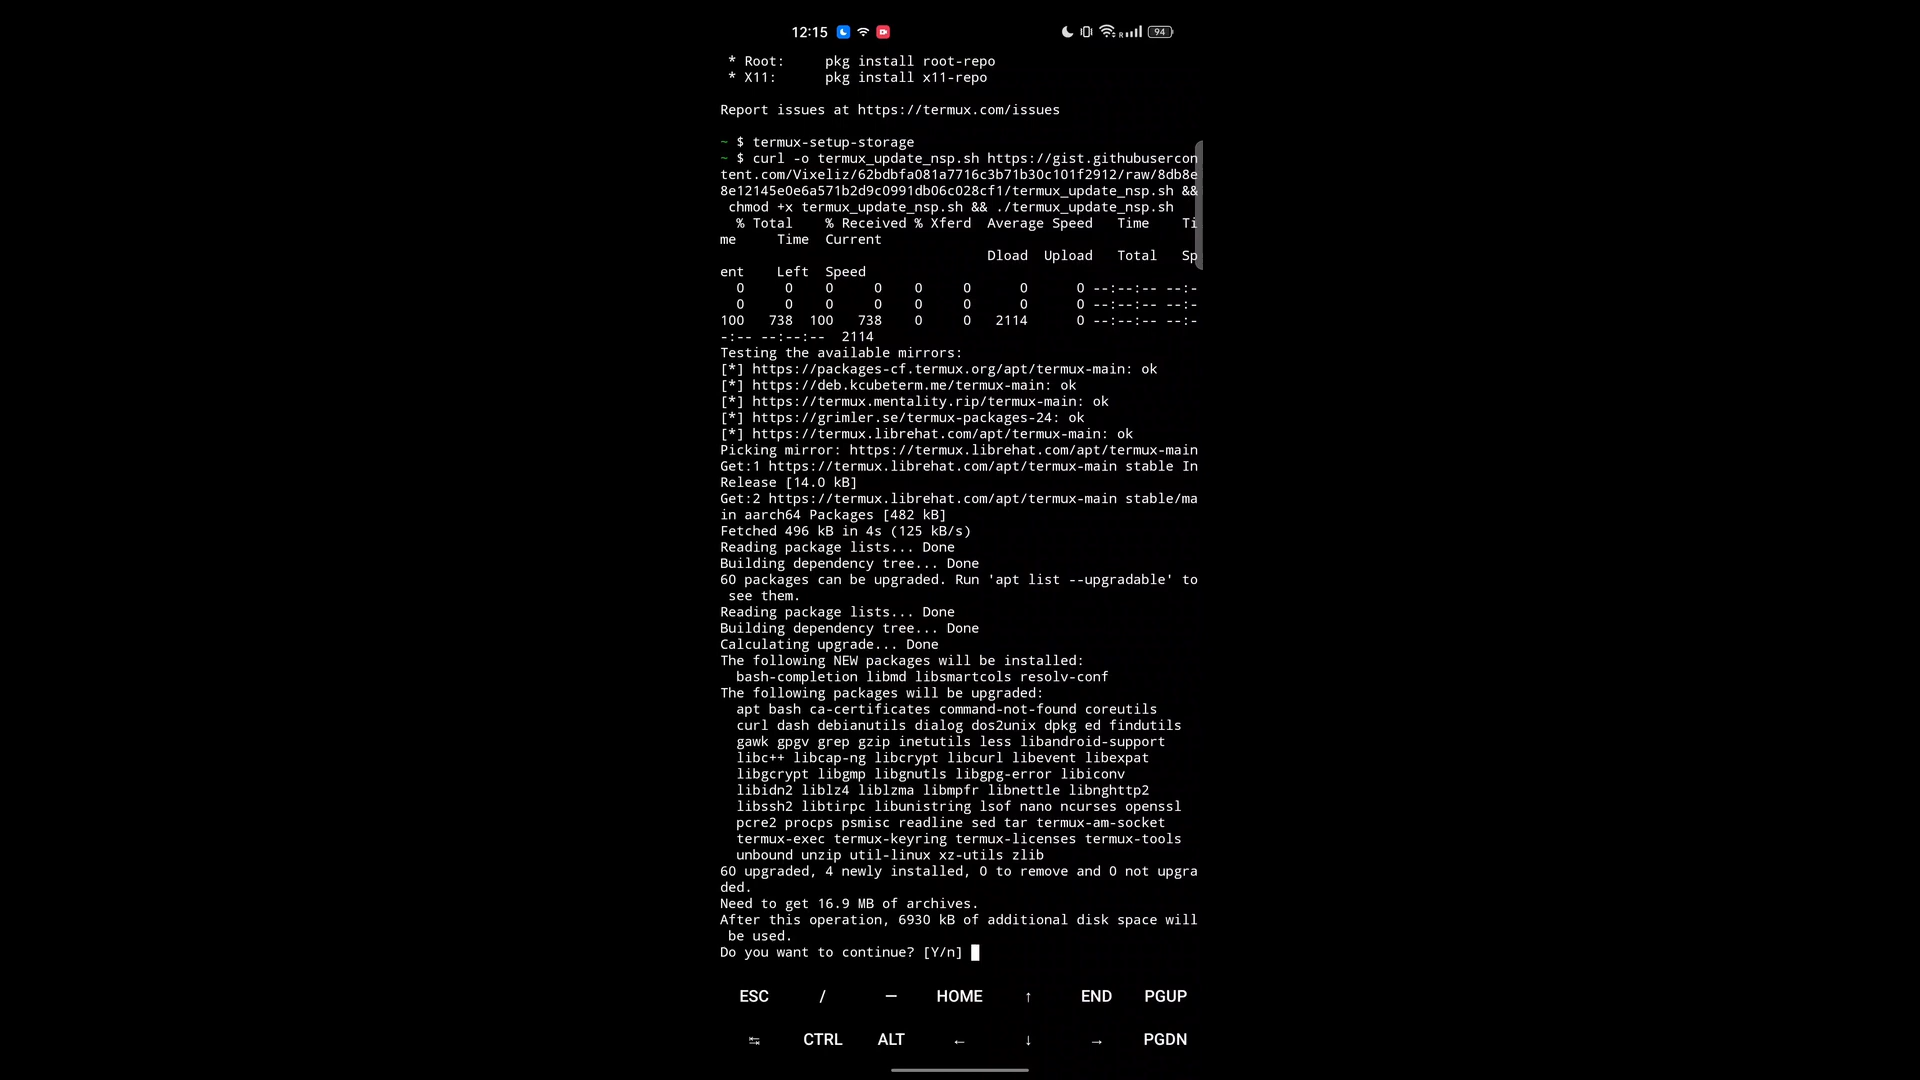 12:15
94
* Root:     pkg install root-repo
* X11:      pkg install x11-repo
Report issues at https://termux.com/issues
~ $ termux-setup-storage
~ $ curl -o termux_update_nsp.sh https://gist.githubusercon
tent.com/Vixeliz/62bdbfa081a7716c3b71b30c101f2912/raw/8db8e
8e12145e0e6a571b2d9c0991db06c028cf1/termux_update_nsp.sh &&
chmod +x termux_update_nsp.sh && ./termux_update_nsp.sh
% Total    % Received % Xferd  Average Speed   Time    Ti
me     Time  Current
Dload  Upload   Total   Sp
ent    Left  Speed
0     0   0     0    0     0      0      0 --:--:-- --:-
0     0   0     0    0     0      0      0 --:--:-- --:-
100   738  100   738    0     0   2114      0 --:--:-- --:-
-:-- --:--:--  2114
Testing the available mirrors:
[*] https://packages-cf.termux.org/apt/termux-main: ok
[*] https://deb.kcubeterm.me/termux-main: ok
[*] https://termux.mentality.rip/termux-main: ok
[*] https://grimler.se/termux-packages-24: ok
[*] https://termux.librehat.com/apt/termux-main: ok
Picking mirror: https://termux.librehat.com/apt/termux-main
Get:1 https://termux.librehat.com/apt/termux-main stable In
Release [14.0 kB]
Get:2 https://termux.librehat.com/apt/termux-main stable/ma
in aarch64 Packages [482 kB]
Fetched 496 kB in 4s (125 kB/s)
Reading package lists... Done
Building dependency tree... Done
60 packages can be upgraded. Run 'apt list --upgradable' to
see them.
Reading package lists... Done
Building dependency tree... Done
Calculating upgrade... Done
The following NEW packages will be installed:
bash-completion libmd libsmartcols resolv-conf
The following packages will be upgraded:
apt bash ca-certificates command-not-found coreutils
curl dash debianutils dialog dos2unix dpkg ed findutils
gawk gpgv grep gzip inetutils less libandroid-support
libc++ libcap-ng libcrypt libcurl libevent libexpat
libgcrypt libgmp libgnutls libgpg-error libiconv
libidn2 liblz4 liblzma libmpfr libnettle libnghttp2
libssh2 libtirpc libunistring lsof nano ncurses openssl
pcre2 procps psmisc readline sed tar termux-am-socket
termux-exec termux-keyring termux-licenses termux-tools
unbound unzip util-linux xz-utils zlib
60 upgraded, 4 newly installed, 0 to remove and 0 not upgra
ded.
Need to get 16.9 MB of archives.
After this operation, 6930 kB of additional disk space will
be used.
Do you want to continue? [Y/n]
ESC / — HOME ↑ END PGUP
↹ CTRL ALT ← ↓ → PGDN